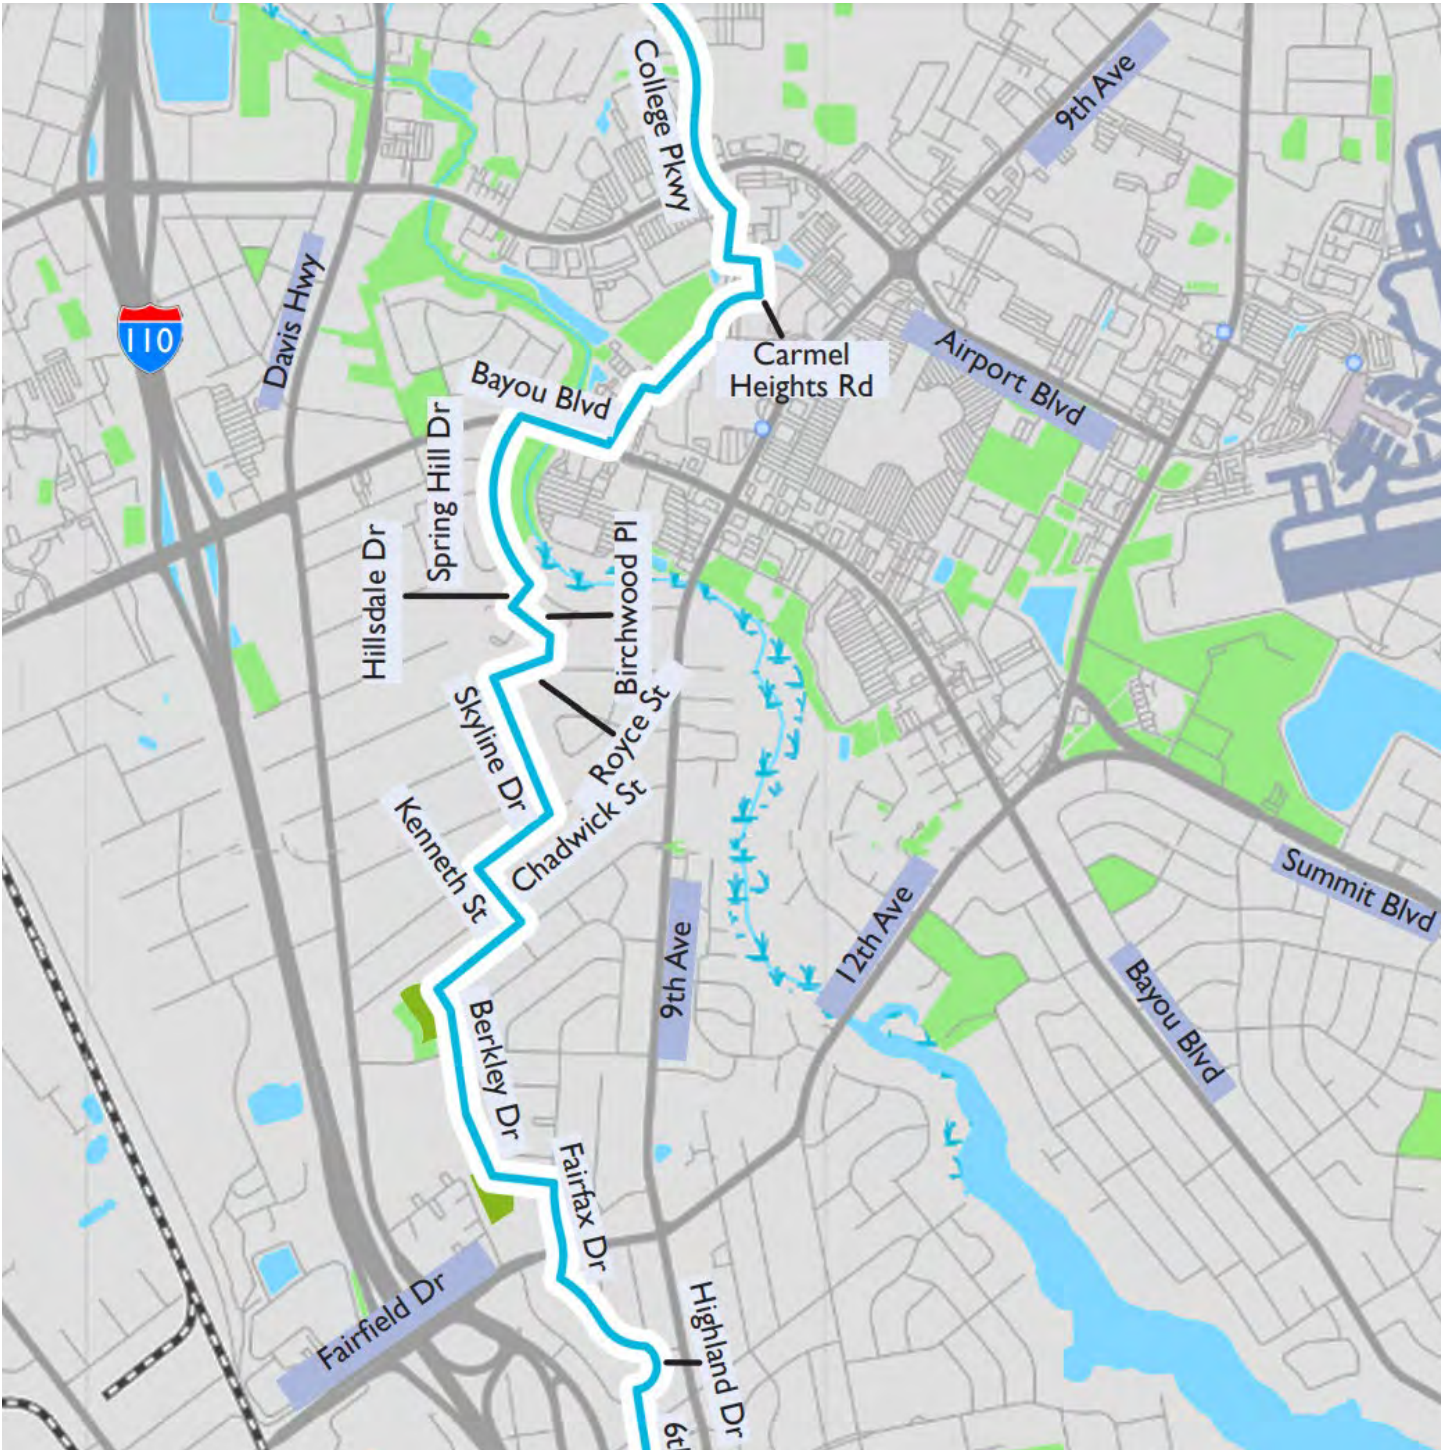 College Pkwy
9th Ave
Davis Hwy
110
Carmel
Heights Rd
Airport Blvd
Bayou Blvd
Spring Hill Dr
Hillsdale Dr
Birchwood Pl
Royce St
Skyline Dr
Chadwick St
Kenneth St
Summit Blvd
12th Ave
9th Ave
Bayou Blvd
Berkley Dr
Fairfax Dr
Fairfield Dr
Highland Dr